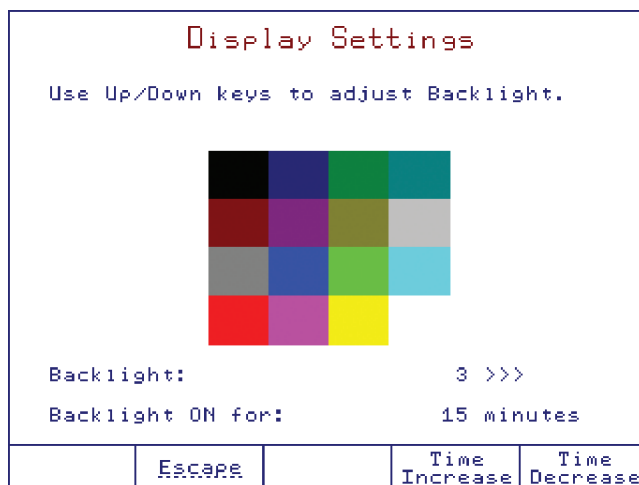 Display Settings
Use Up/Down keys to adjust Backlight.
Backlight: 3 >>>
Backlight ON for: 15 minutes
Escape
Time Increase
Time Decrease